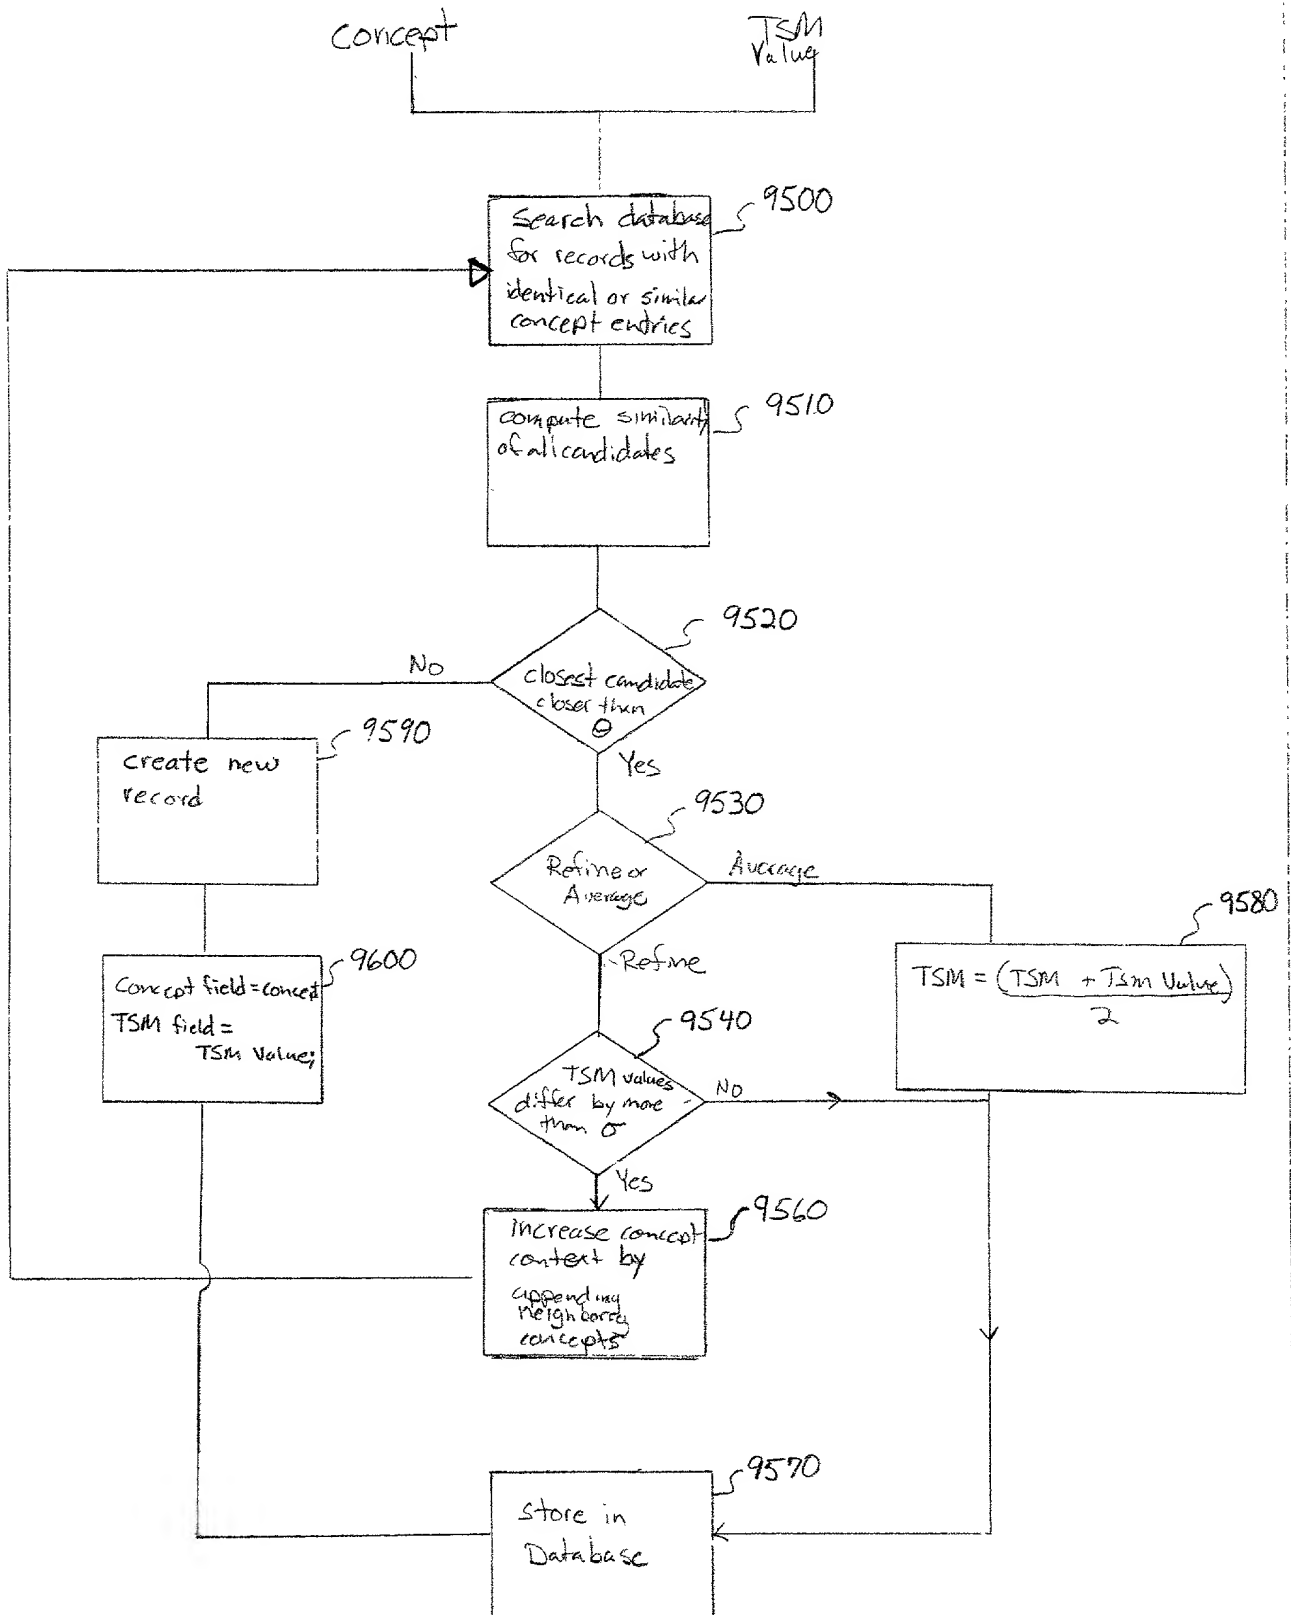 Concept
TSM
Value
9500
Search database
for records with
identical or similar
concept entries
9510
compute similarity
of all candidates
9520
No
closest candidate
closer than
θ
Yes
9590
create new
record
9530
Refine or
Average
Average
Refine
9580
TSM = (TSM + Tsm Value)
2
9600
Concept field = concept
TSM field =
TSM Value;
9540
TSM values
differ by more
than σ
No
Yes
9560
increase concept
context by
appending
neighboring
concepts
9570
store in
Database